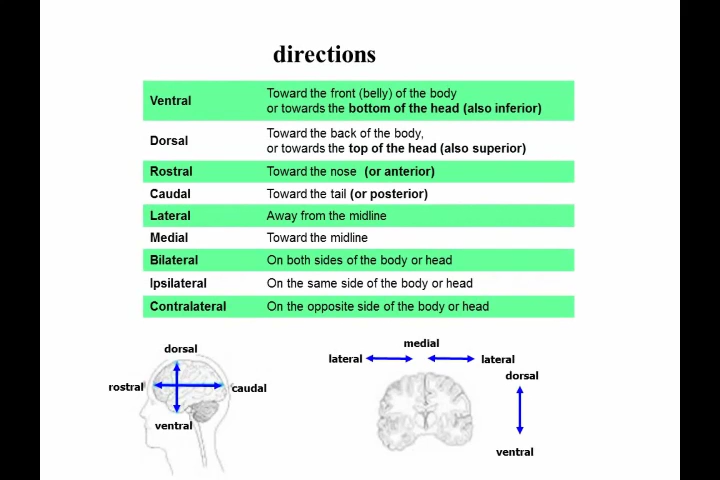 directions
Ventral
Toward the front (belly) of the body
or towards the bottom of the head (also inferior)
Dorsal
Toward the back of the body,
or towards the top of the head (also superior)
Rostral Toward the nose (or anterior)
Caudal Toward the tail (or posterior)
Lateral Away from the midline
Medial Toward the midline
Bilateral On both sides of the body or head
Ipsilateral On the same side of the body or head
Contralateral On the opposite side of the body or head
dorsal
rostral
caudal
ventral
medial
lateral
lateral
dorsal
ventral